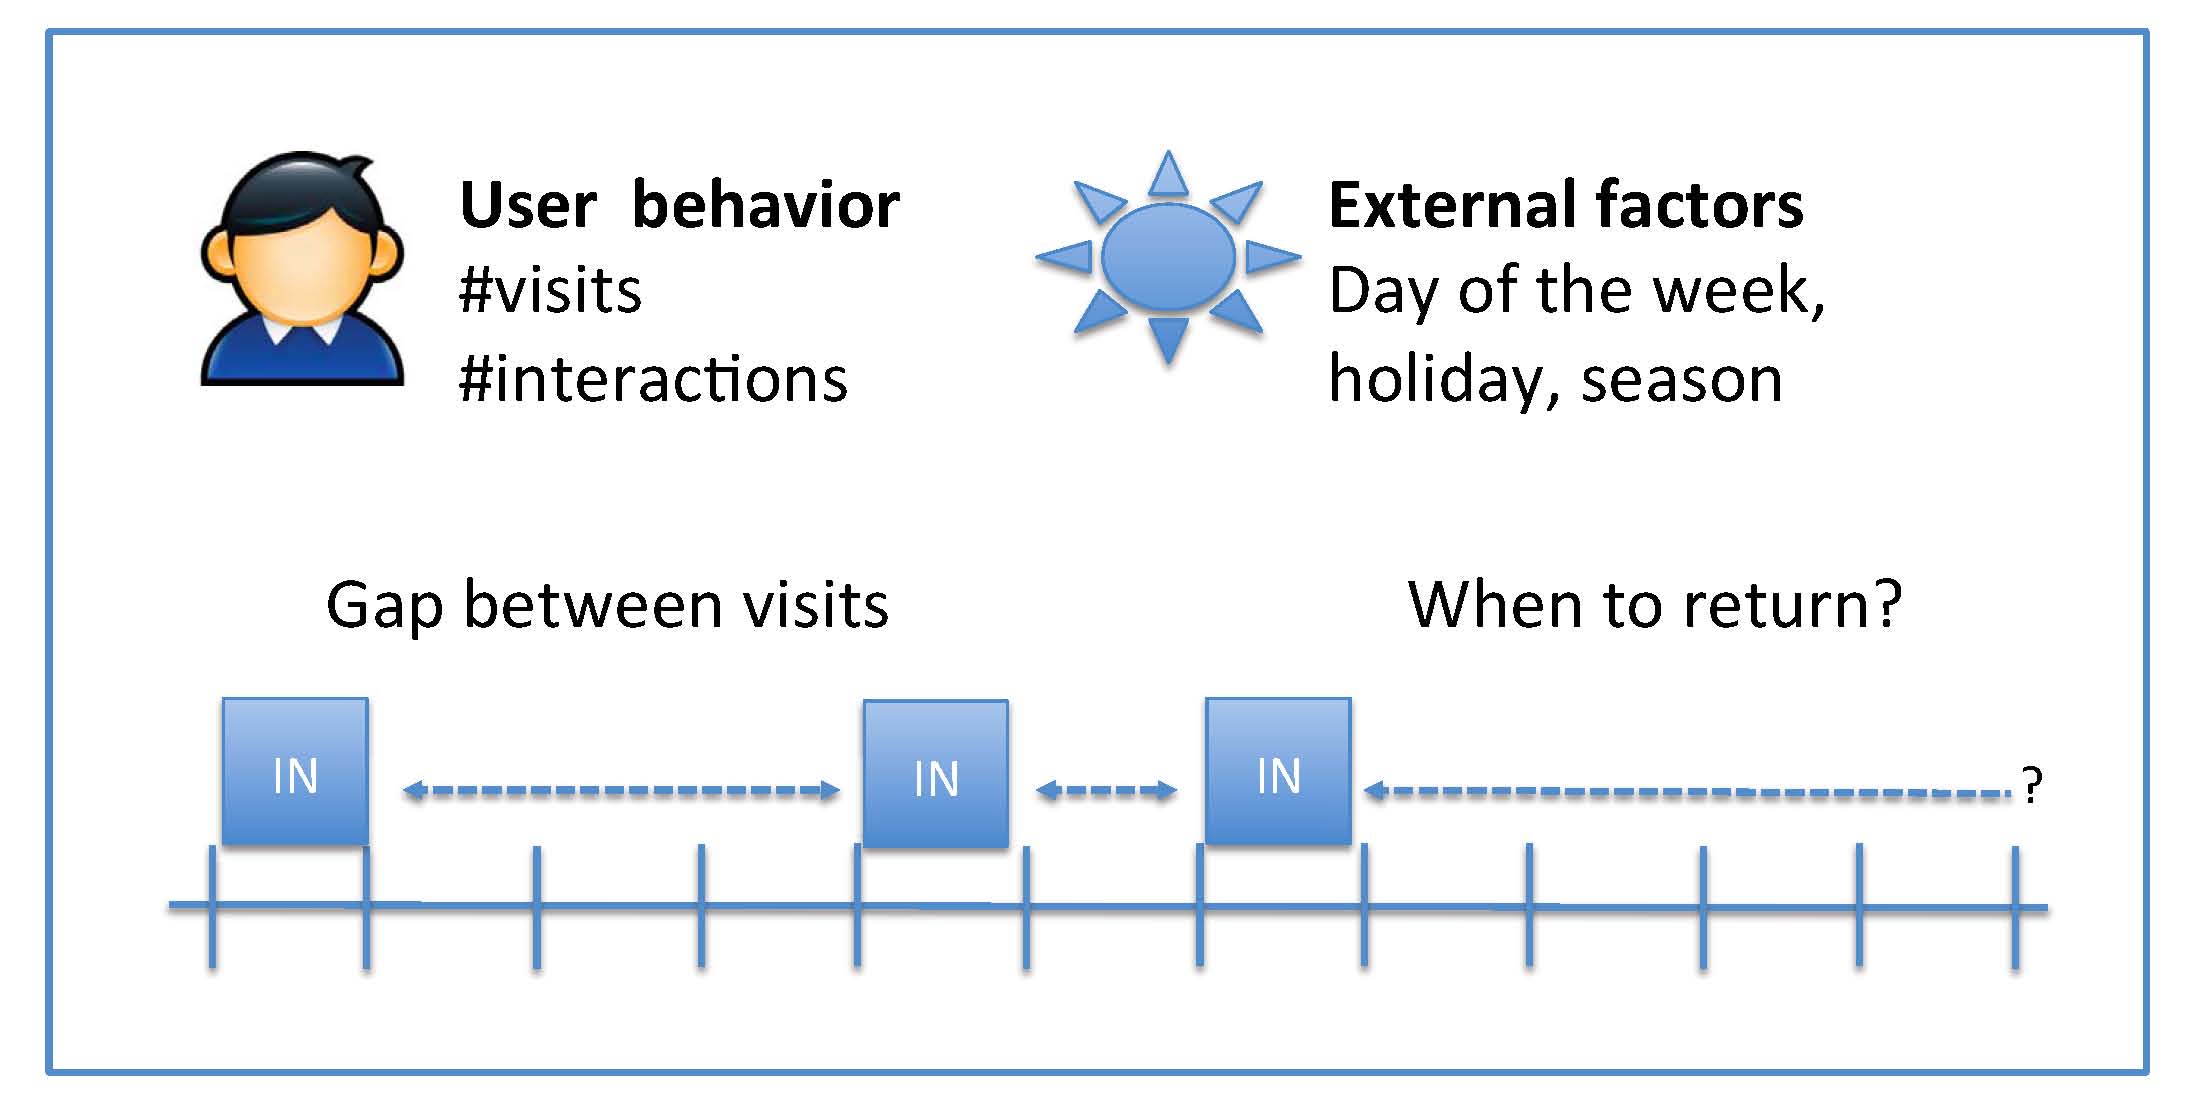 User behavior
#visits
#interactions
External factors
Day of the week,
holiday, season
Gap between visits
When to return?
IN
IN
IN
?